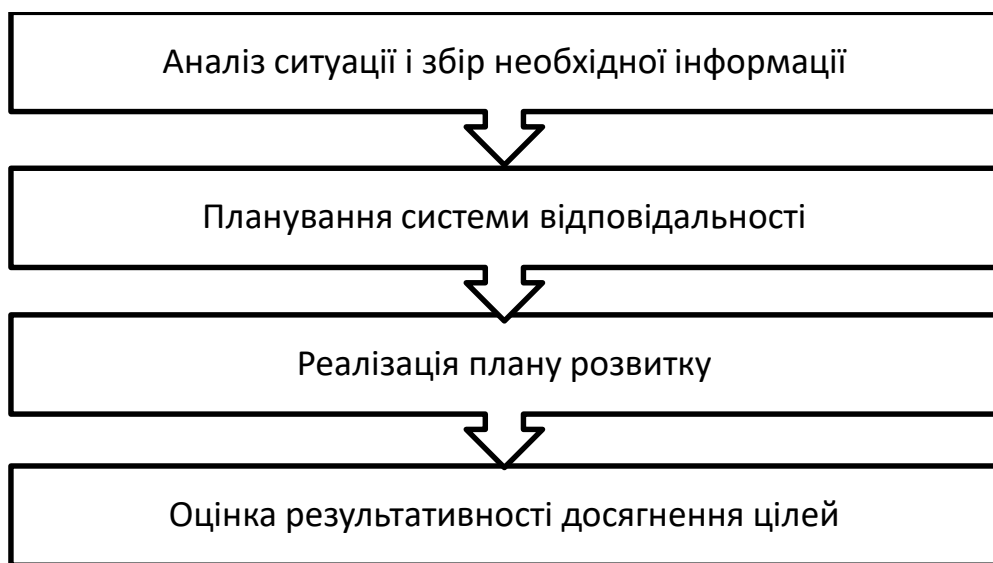 Аналіз ситуації і збір необхідної інформації
Планування системи відповідальності
Реалізація плану розвитку
Оцінка результативності досягнення цілей